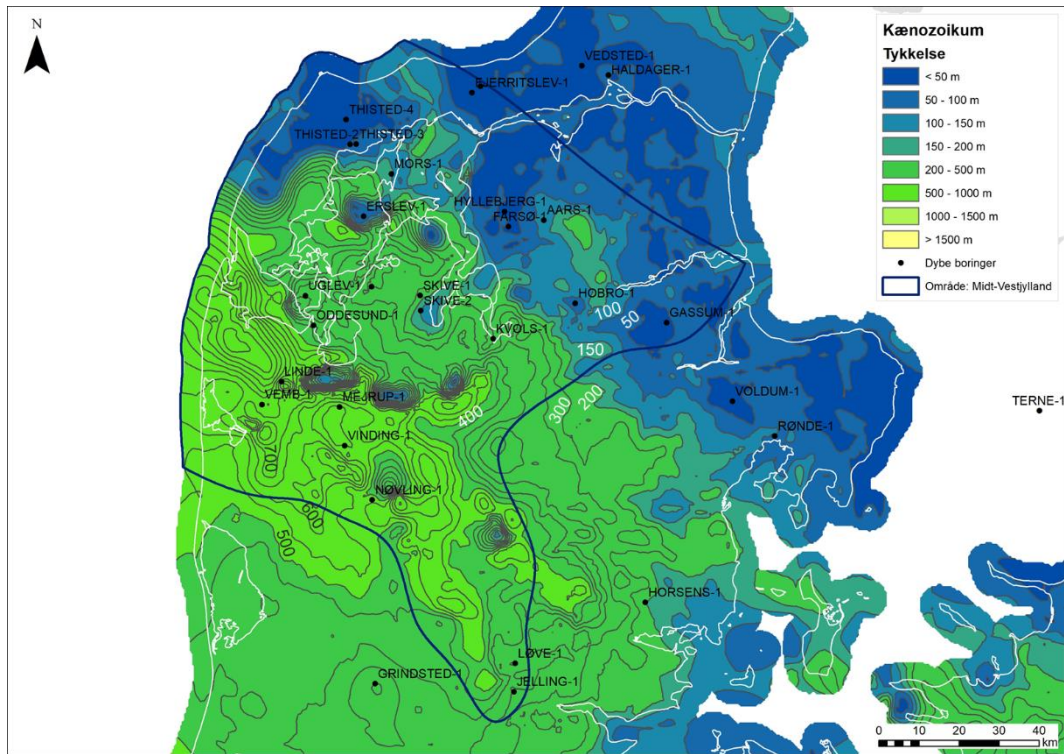 N
Kænozoikum
Tykkelse
< 50 m
50 - 100 m
100 - 150 m
150 - 200 m
200 - 500 m
500 - 1000 m
1000 - 1500 m
> 1500 m
Dybe boringer
Område: Midt-Vestjylland
VEDSTED-1
HALDAGER-1
FJERRITSLEV-1
THISTED-4
THISTED-2
THISTED-3
MORS-1
HYLLEBJERG-1
ERSLEV-1
FARSØ-1
AARS-1
UGLEV-1
SKIVE-1
SKIVE-2
HOBRO-1
100
50
GASSUM-1
ODDESUND-1
KVOLS-1
150
LINDE-1
VEMB-1
MEJRUP-1
400
300
200
VOLDUM-1
TERNE-1
RØNDE-1
VINDING-1
700
NØVLING-1
600
500
HORSENS-1
LØVE-1
GRINDSTED-1
JELLING-1
0 10 20 30 40
km